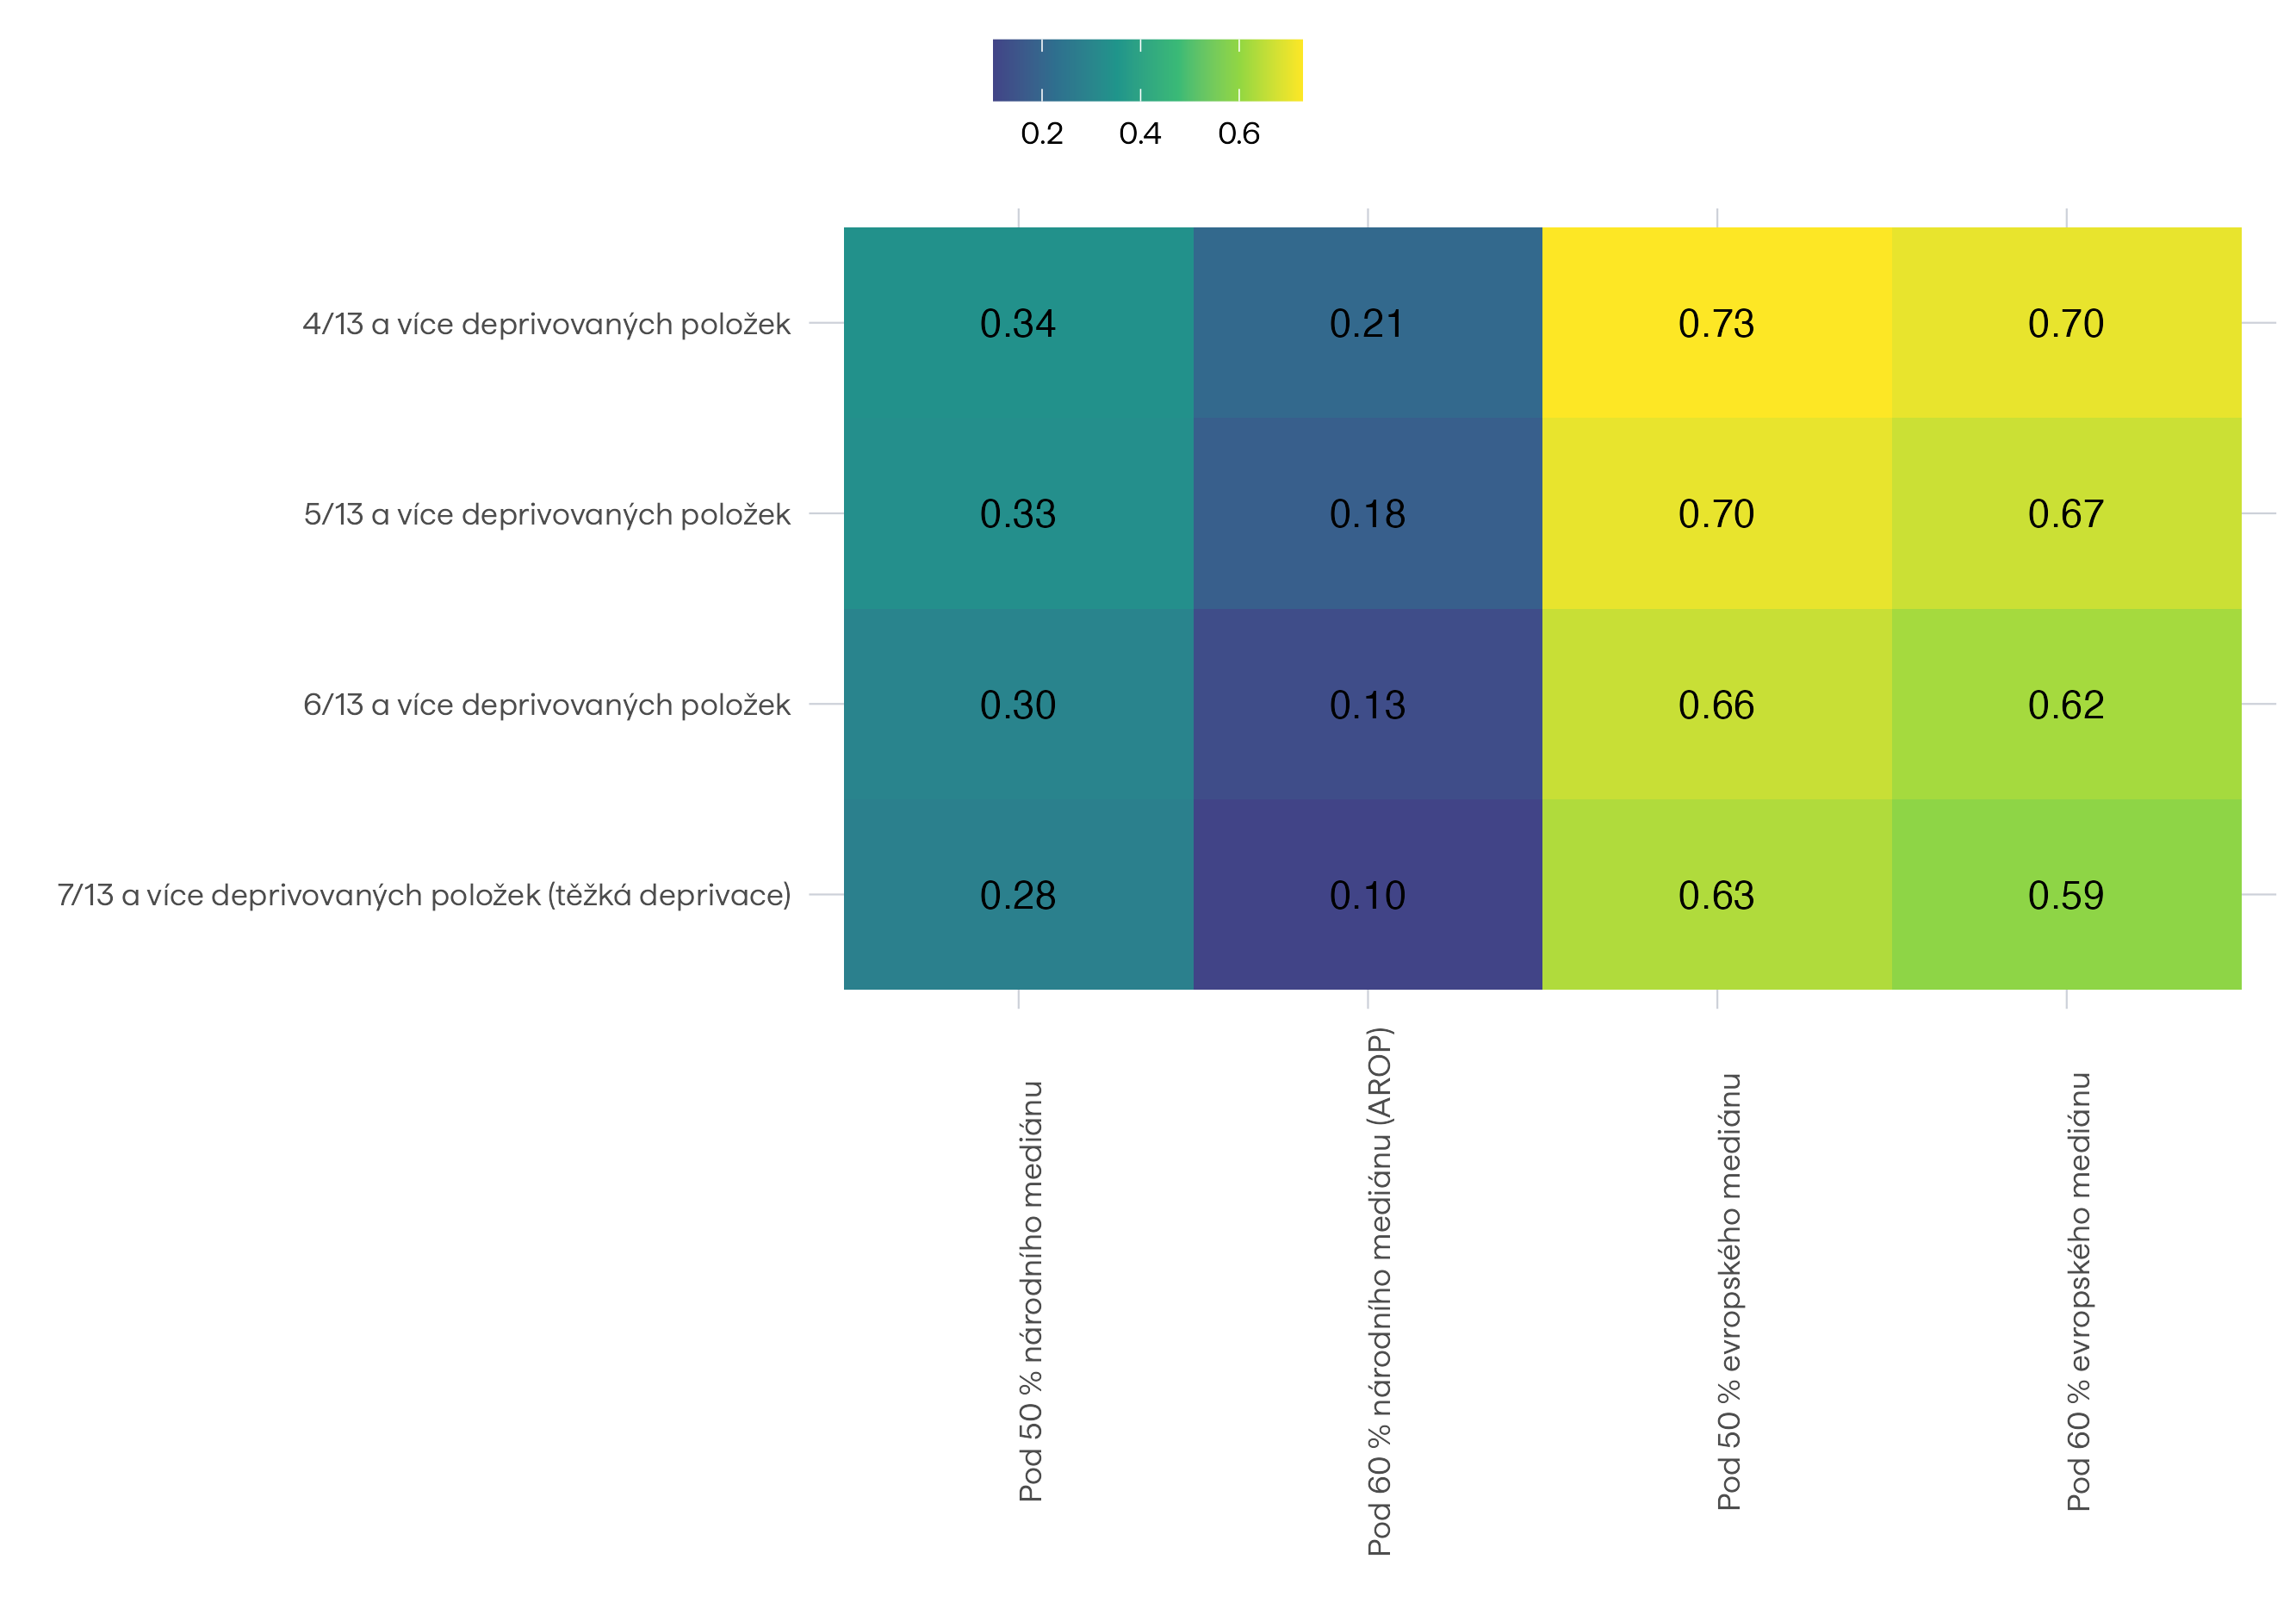 0.2 0.4 0.6
4/13 a více deprivovaných položek 0.34 0.21 0.73 0.70
5/13 a více deprivovaných položek 0.33 0.18 0.70 0.67
6/13 a více deprivovaných položek 0.30 0.13 0.66 0.62
7/13 a více deprivovaných položek (těžká deprivace) 0.28 0.10 0.63 0.59
Pod 50 % národního mediánu
Pod 60 % národního mediánu (AROP)
Pod 50 % evropského mediánu
Pod 60 % evropského mediánu